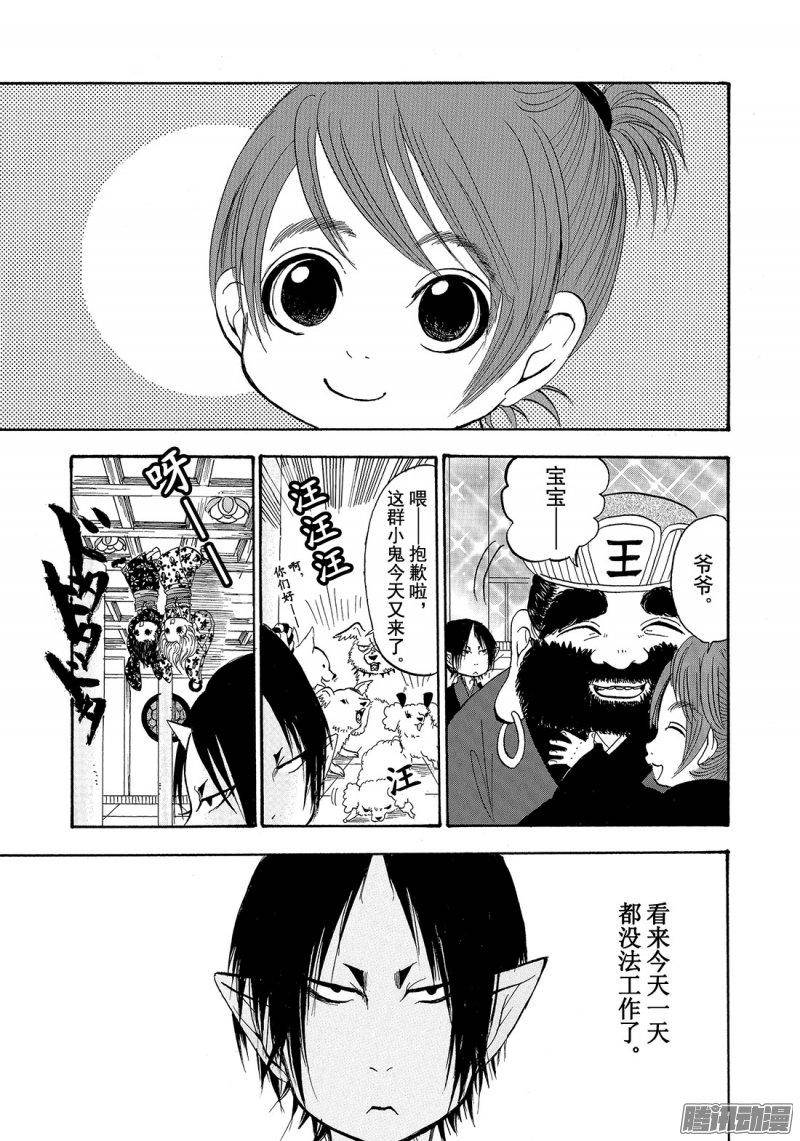 宝宝——
王
爷爷。
喂——抱歉啦，
这群小鬼今天又来了。
汪汪汪
啊，
你们好——
汪
呀——
看来今天一天
都没法工作了。
腾讯动漫